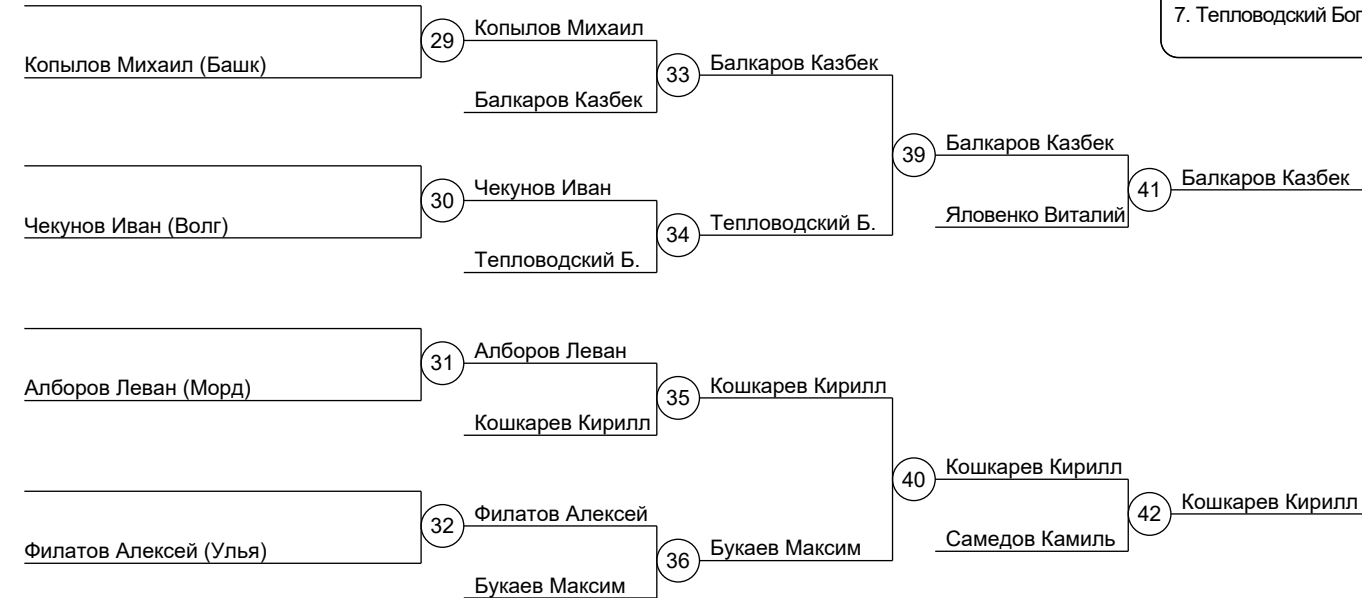 7. Тепловодский Бог
Копылов Михаил
29
Копылов Михаил (Башк)
Балкаров Казбек
33
Балкаров Казбек
Балкаров Казбек
39
Чекунов Иван
30
Чекунов Иван (Волг)
Тепловодский Б.
34
Тепловодский Б.
Яловенко Виталий
41
Балкаров Казбек
Алборов Леван
31
Алборов Леван (Морд)
Кошкарев Кирилл
35
Кошкарев Кирилл
Кошкарев Кирилл
40
Филатов Алексей
32
Филатов Алексей (Улья)
Букаев Максим
36
Букаев Максим
Самедов Камиль
42
Кошкарев Кирилл